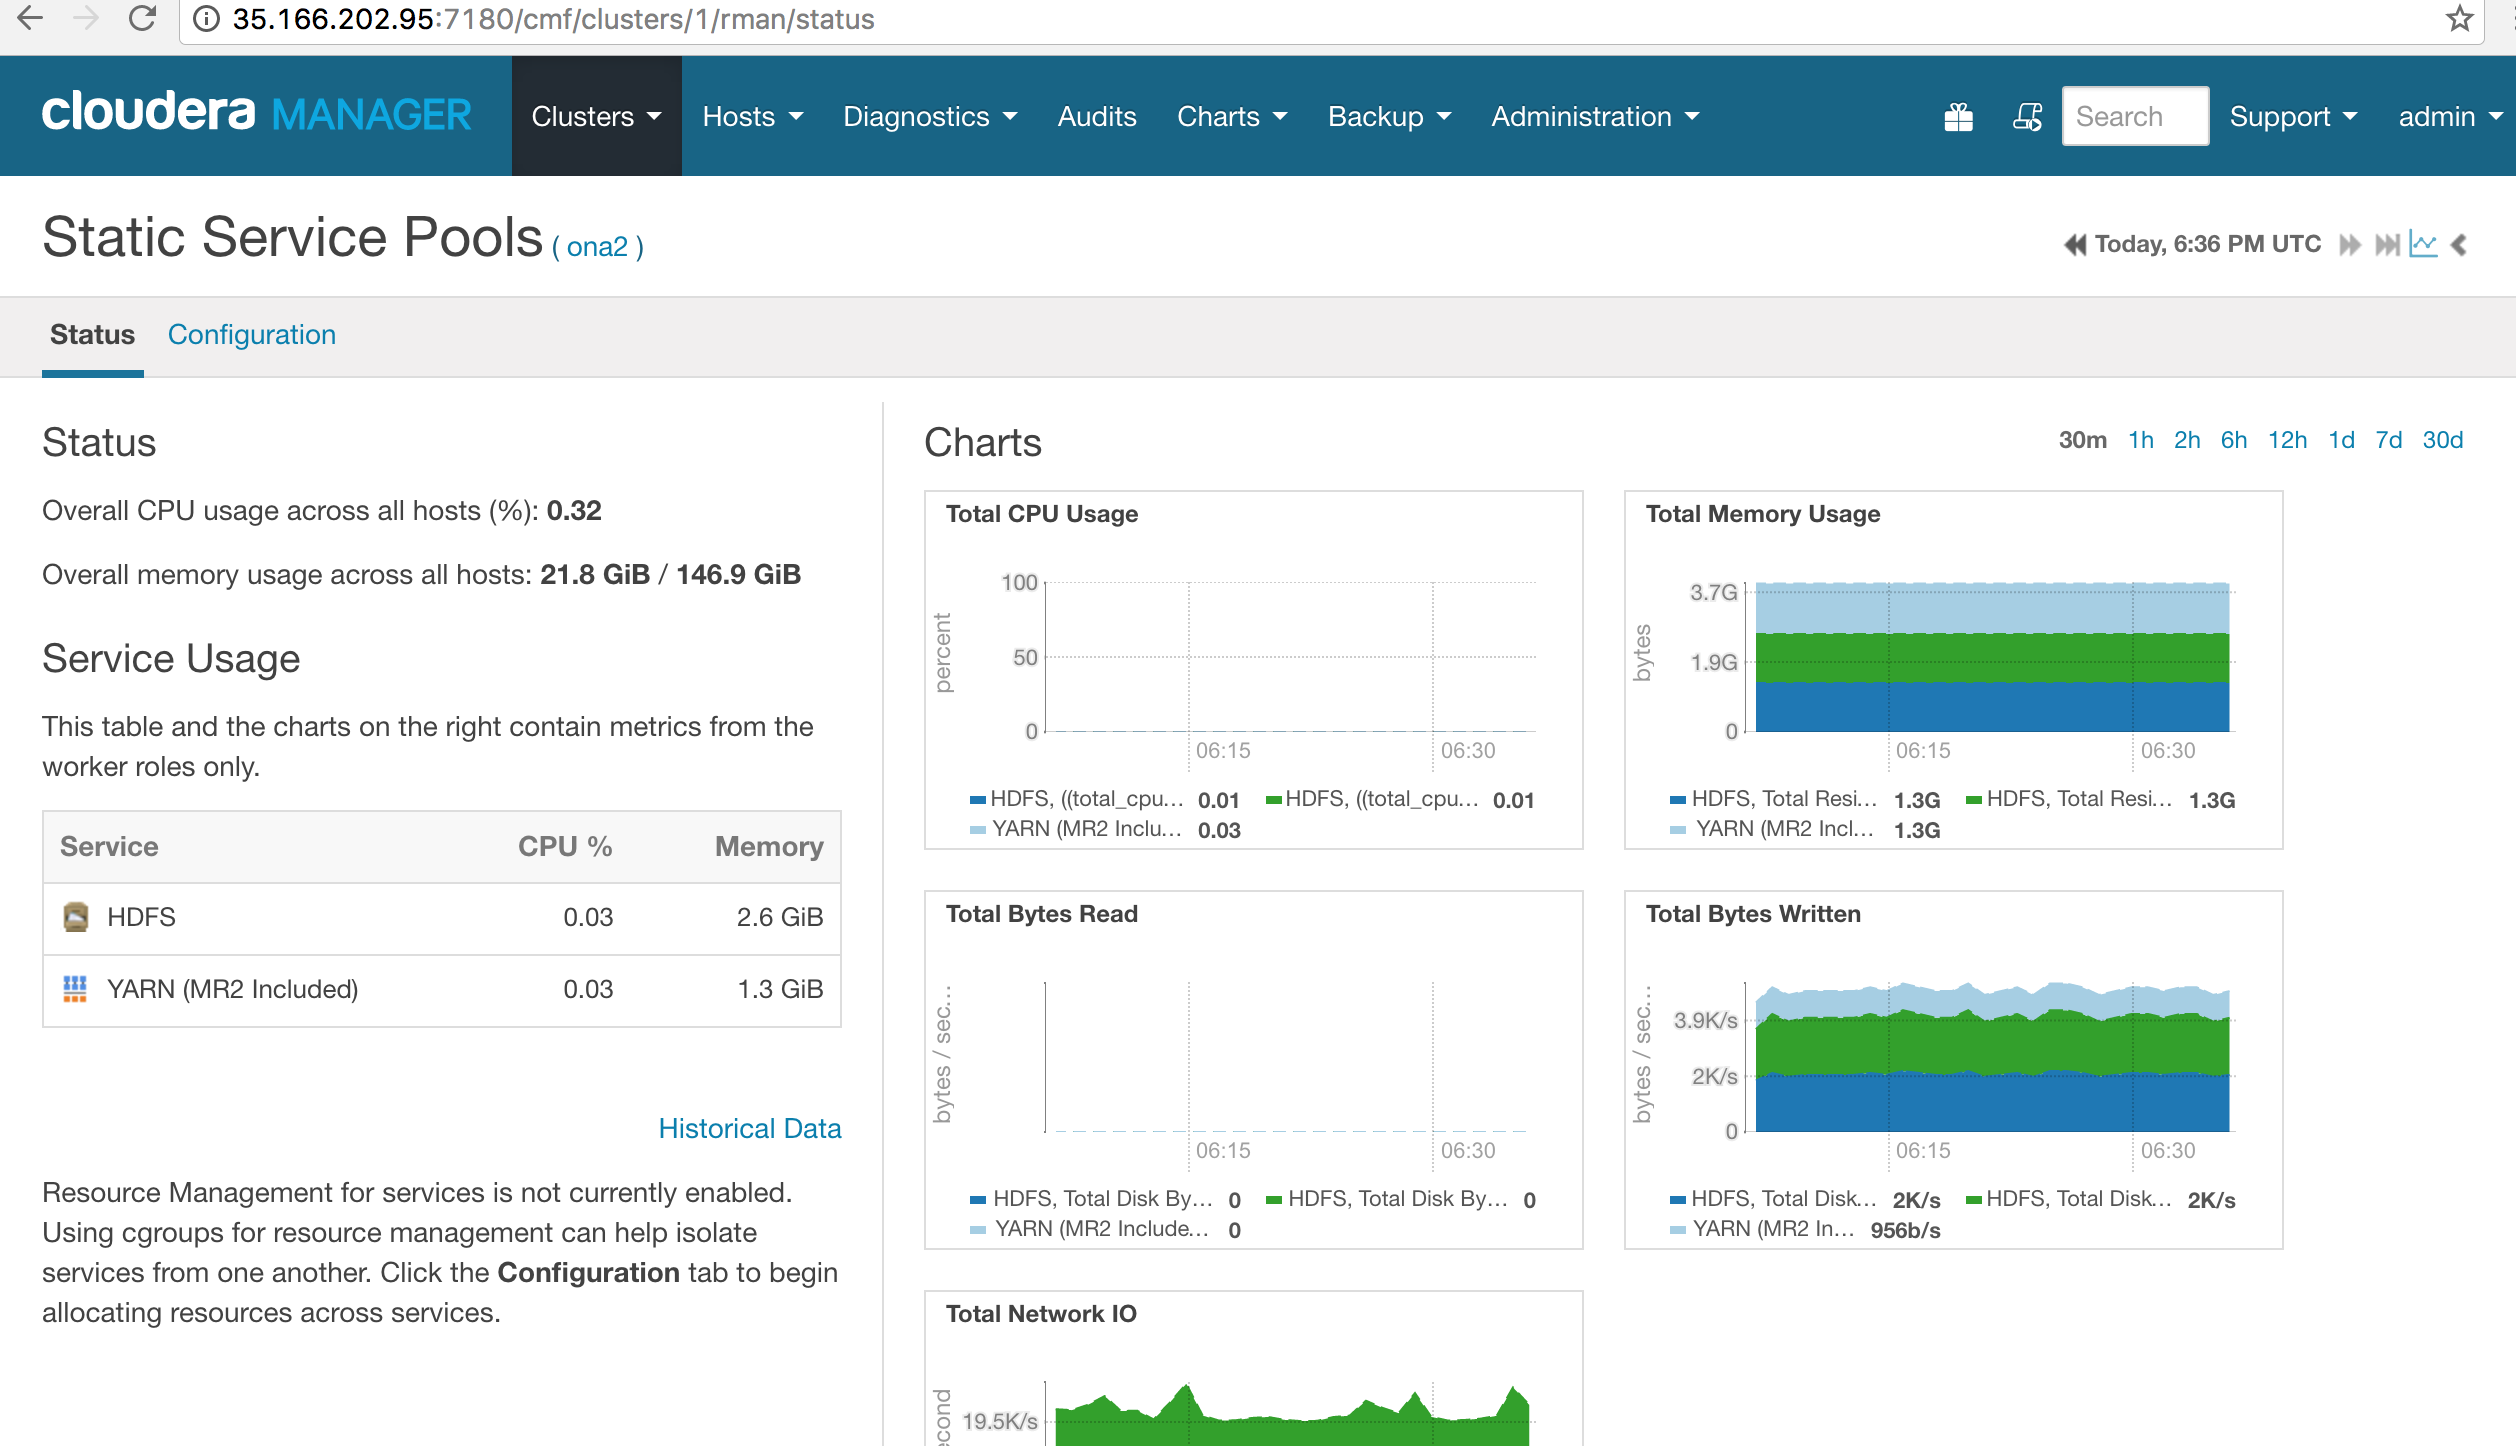 35.166.202.95:7180/cmf/clusters/1/rman/status
cloudera MANAGER
Clusters
Hosts
Diagnostics
Audits
Charts
Backup
Administration
Search
Support
admin
Static Service Pools ( ona2 )
Today, 6:36 PM UTC
Status
Configuration
Status
Overall CPU usage across all hosts (%): 0.32
Overall memory usage across all hosts: 21.8 GiB / 146.9 GiB
Service Usage
This table and the charts on the right contain metrics from the
worker roles only.
Service CPU % Memory
HDFS 0.03 2.6 GiB
YARN (MR2 Included) 0.03 1.3 GiB
Historical Data
Resource Management for services is not currently enabled.
Using cgroups for resource management can help isolate
services from one another. Click the Configuration tab to begin
allocating resources across services.
Charts
30m 1h 2h 6h 12h 1d 7d 30d
Total CPU Usage
percent
100
50
0
06:15 06:30
HDFS, ((total_cpu... 0.01 HDFS, ((total_cpu... 0.01
YARN (MR2 Inclu... 0.03
Total Memory Usage
bytes
3.7G
1.9G
0
06:15 06:30
HDFS, Total Resi... 1.3G HDFS, Total Resi... 1.3G
YARN (MR2 Incl... 1.3G
Total Bytes Read
bytes / sec...
06:15 06:30
HDFS, Total Disk By... 0 HDFS, Total Disk By... 0
YARN (MR2 Include... 0
Total Bytes Written
bytes / sec...
3.9K/s
2K/s
0
06:15 06:30
HDFS, Total Disk... 2K/s HDFS, Total Disk... 2K/s
YARN (MR2 In... 956b/s
Total Network IO
econd
19.5K/s